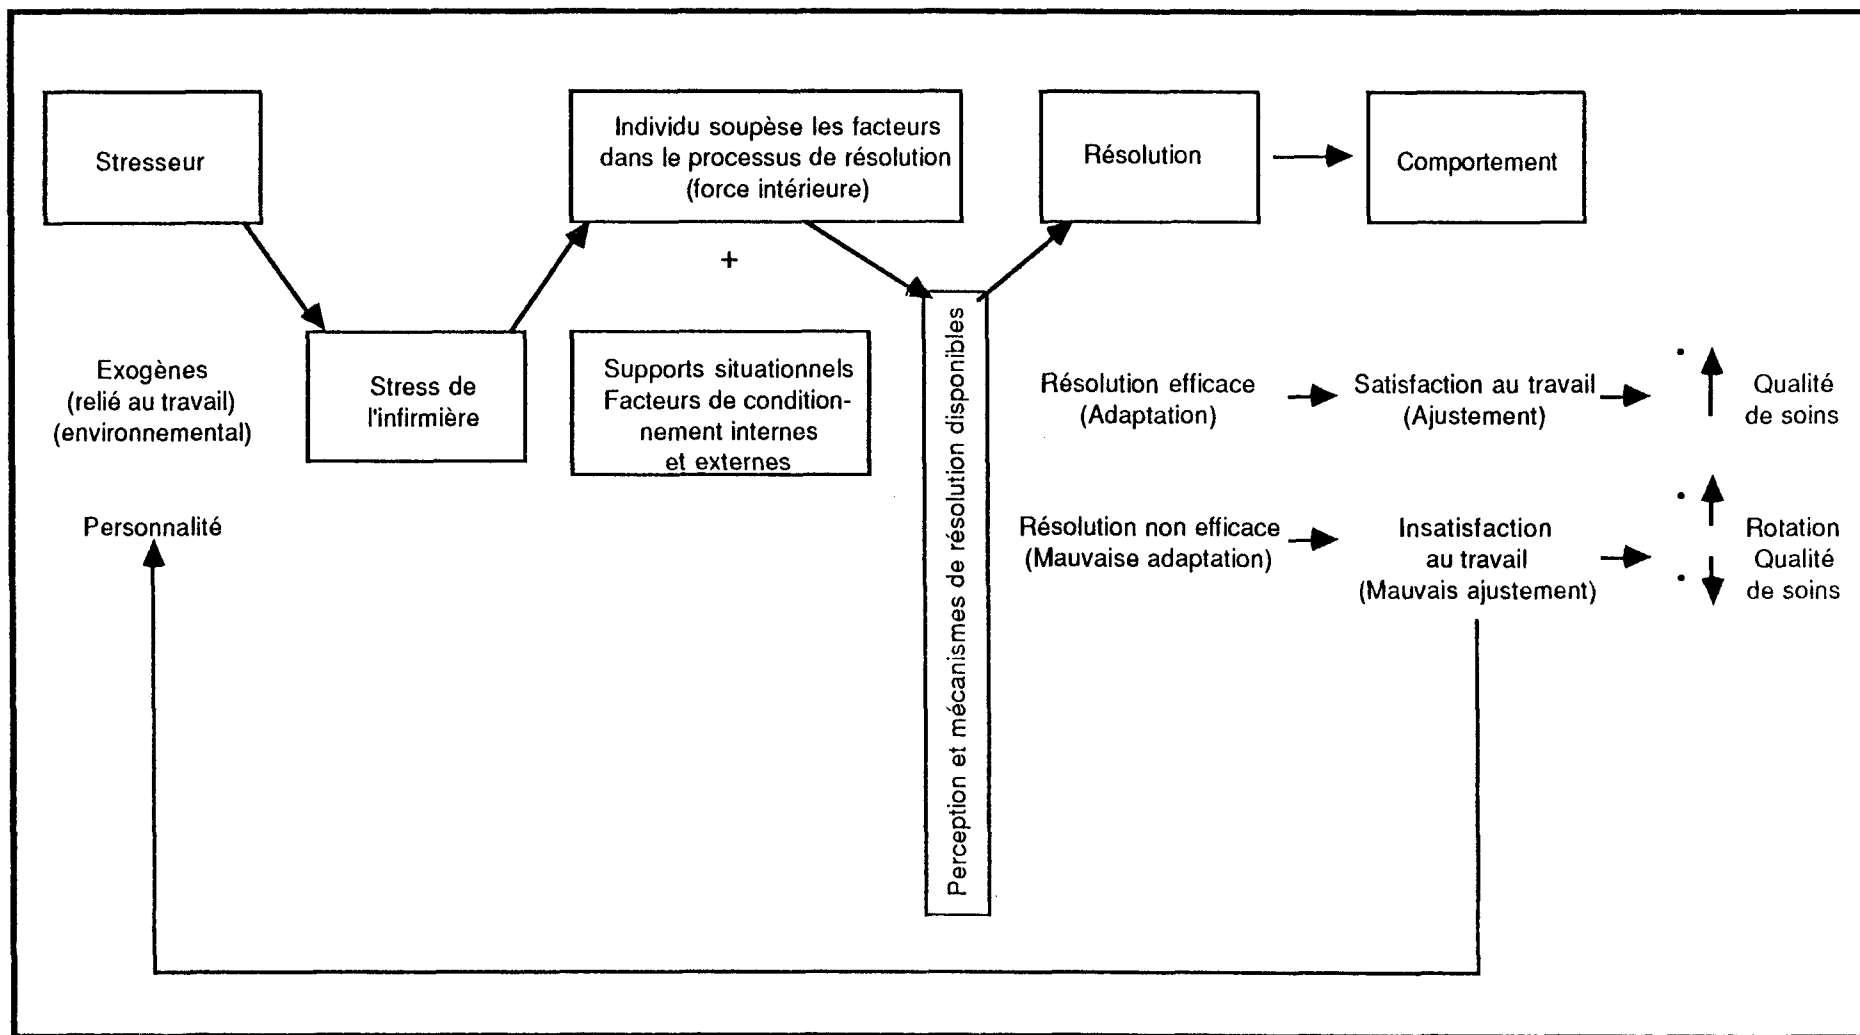 Stresseur
Individu soupèse les facteurs
dans le processus de résolution
(force intérieure)
Résolution
Comportement
+
Exogènes
(relié au travail)
(environnemental)
Stress de
l'infirmière
Supports situationnels
Facteurs de condition-
nement internes
et externes
Perception et mécanismes de résolution disponibles
Résolution efficace
(Adaptation)
Satisfaction au travail
(Ajustement)
Qualité
de soins
Personnalité
Résolution non efficace
(Mauvaise adaptation)
Insatisfaction
au travail
(Mauvais ajustement)
Rotation
Qualité
de soins